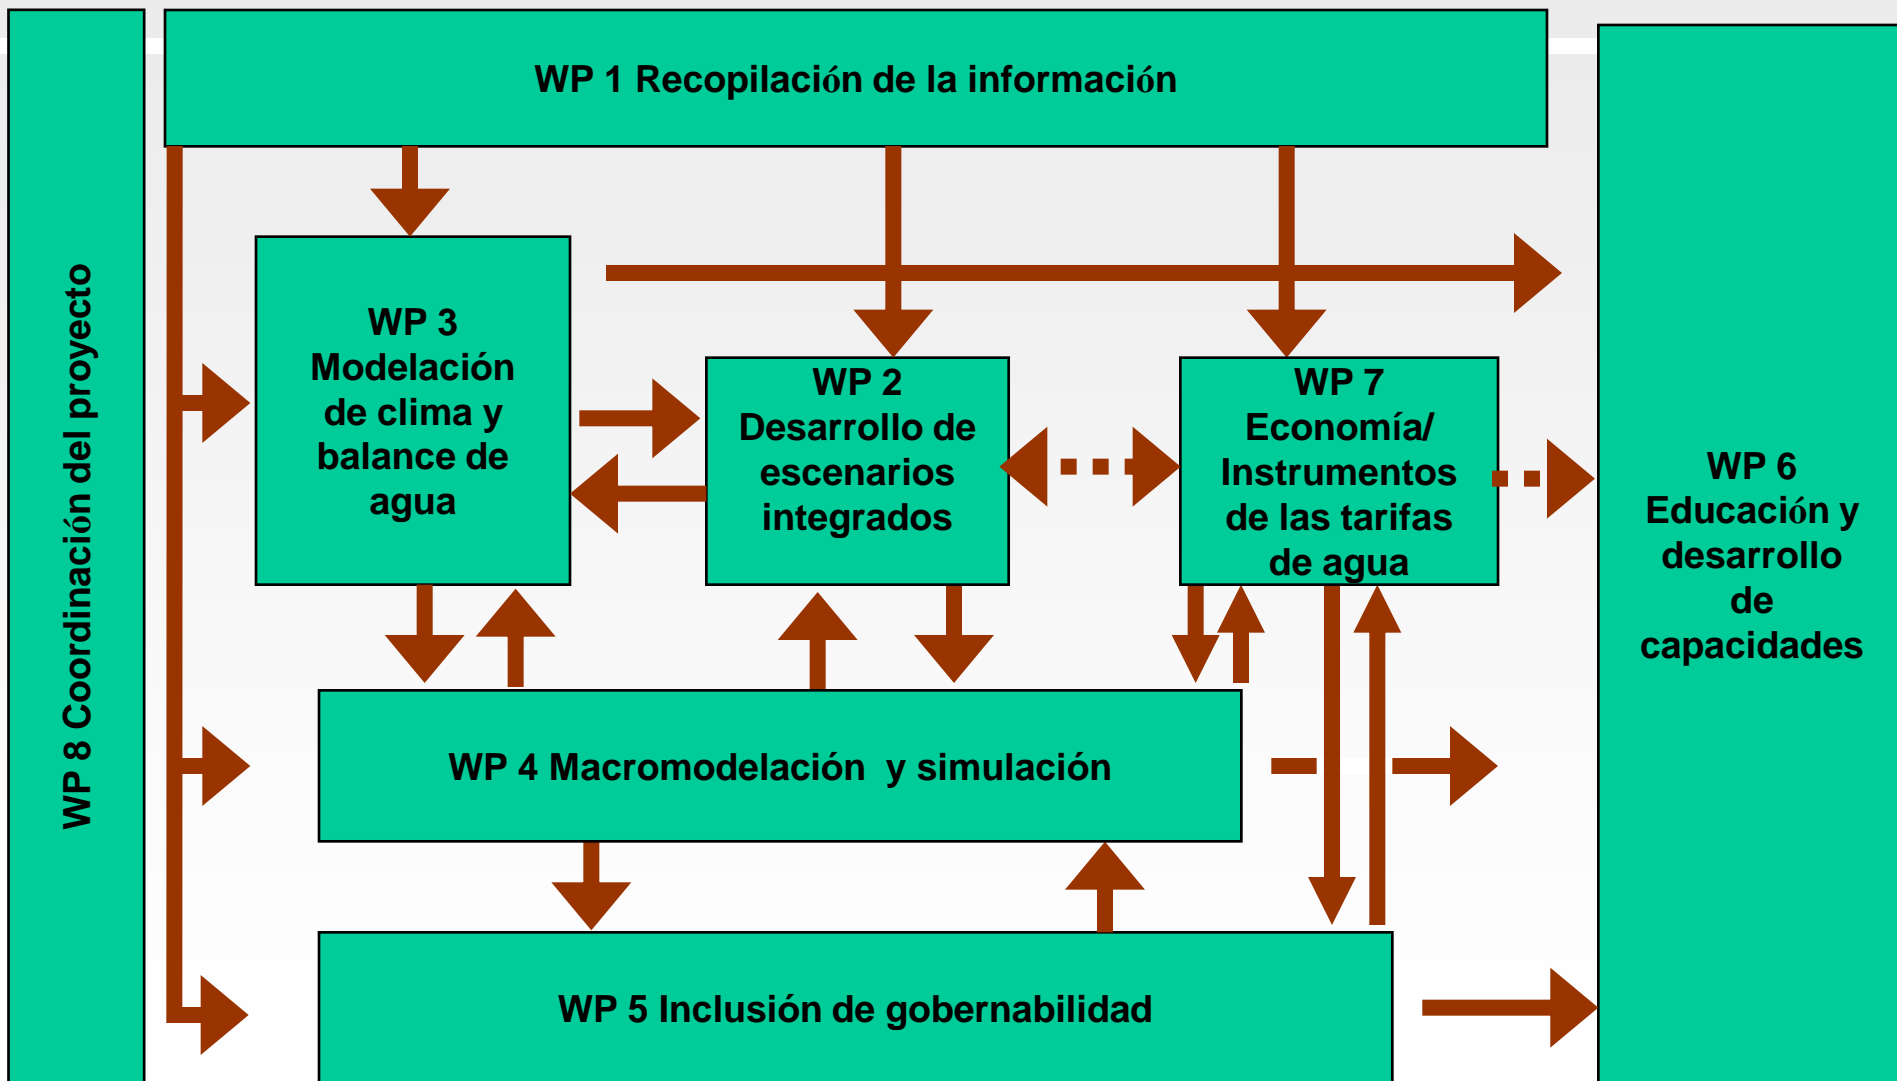 WP 8 Coordinación del proyecto
WP 1 Recopilación de la información
WP 3
Modelación
de clima y
balance de
agua
WP 2
Desarrollo de
escenarios
integrados
WP 7
Economía/
Instrumentos
de las tarifas
de agua
WP 6
Educación y
desarrollo
de
capacidades
WP 4 Macromodelación  y simulación
WP 5 Inclusión de gobernabilidad